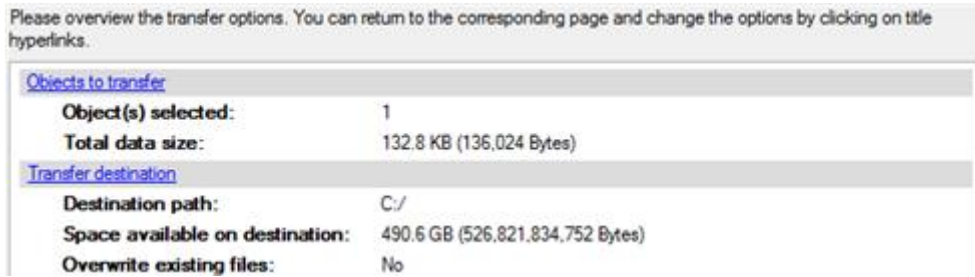 Please overview the transfer options. You can return to the corresponding page and change the options by clicking on title
hyperlinks.
Objects to transfer
Object(s) selected: 1
Total data size: 132.8 KB (136,024 Bytes)
Transfer destination
Destination path: C:/
Space available on destination: 490.6 GB (526,821,834,752 Bytes)
Overwrite existing files: No